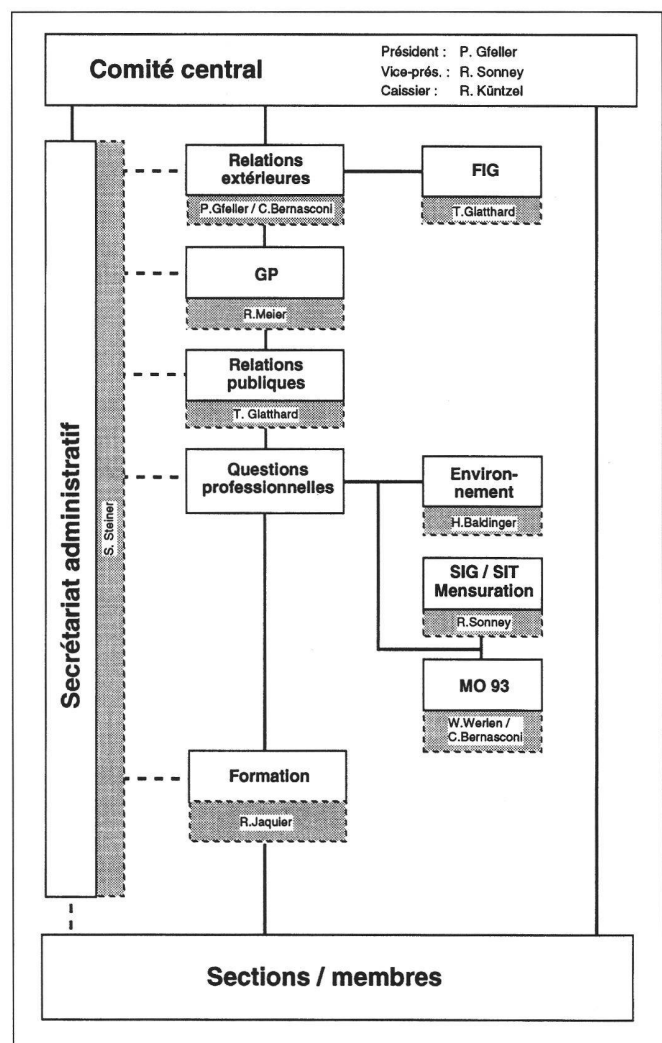 Comité central
Président : P. Gfeller
Vice-prés. : R. Sonney
Caissier : R. Küntzel
Relations
extérieures
P.Gfeller / C.Bernasconi
FIG
T.Glatthard
GP
R.Meier
Relations
publiques
T. Glatthard
Questions
professionnelles
Environ-
nement
H.Baldinger
SIG / SIT
Mensuration
R.Sonney
MO 93
W.Werlen /
C.Bernasconi
Formation
R.Jaquier
Secrétariat administratif
S. Steiner
Sections / membres